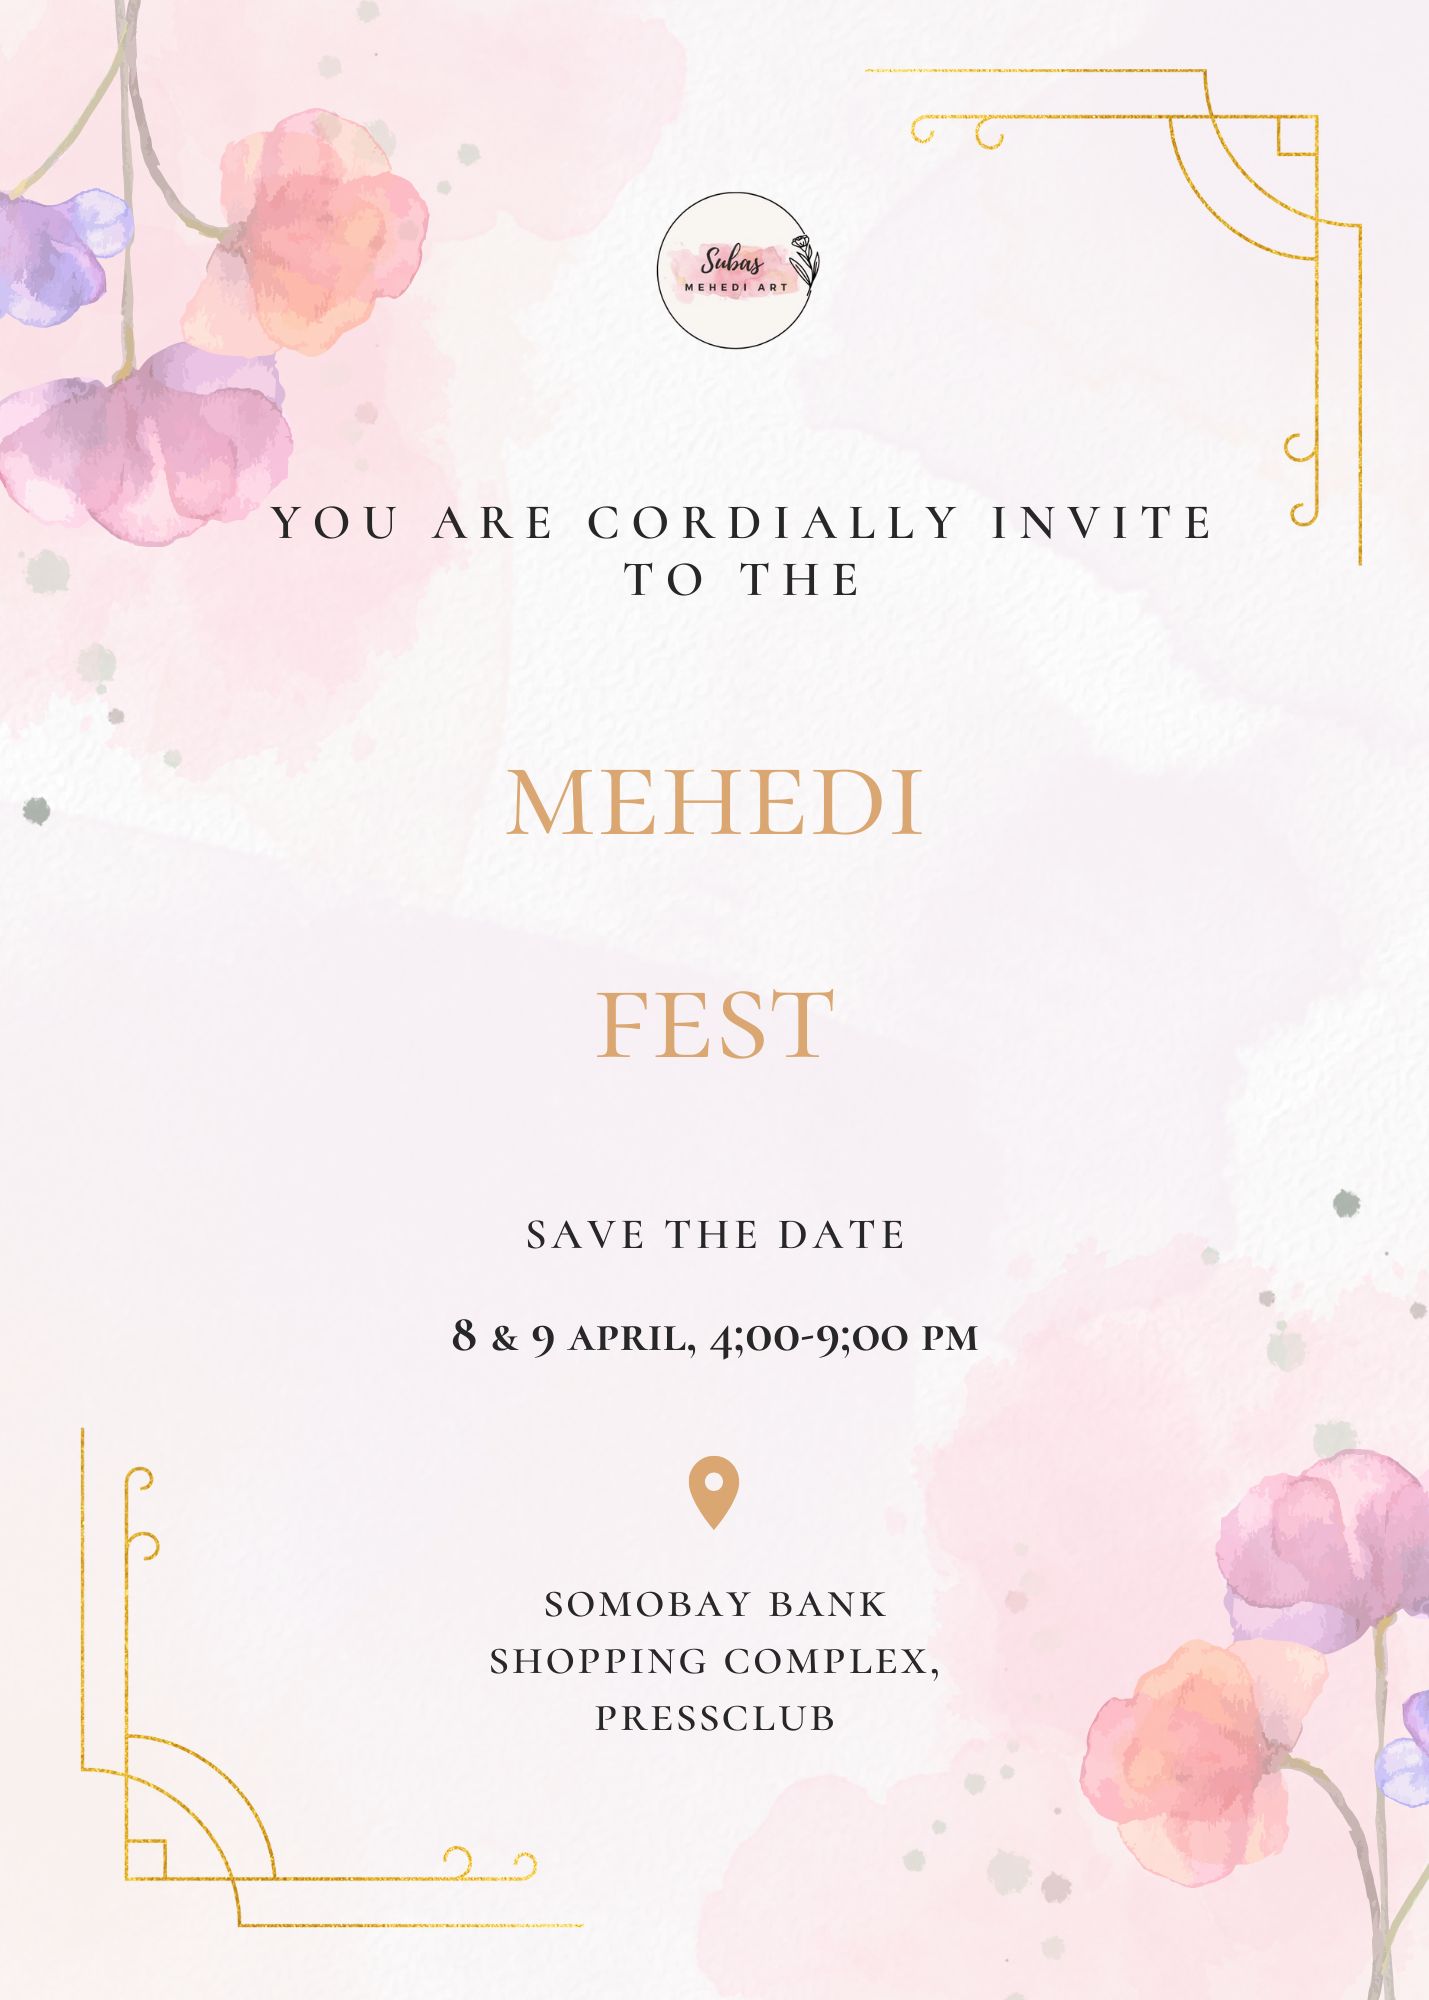 Subas
MEHEDI ART
YOU ARE CORDIALLY INVITE
TO THE
MEHEDI
FEST
SAVE THE DATE
8 & 9 APRIL, 4;00-9;00 PM
SOMOBAY BANK
SHOPPING COMPLEX,
PRESSCLUB